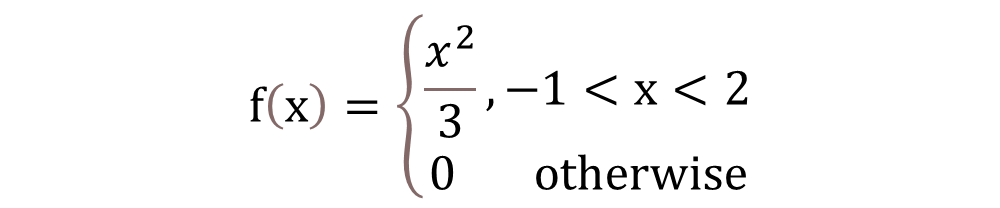 f(x) = { x²/3 , −1 < x < 2
0 otherwise